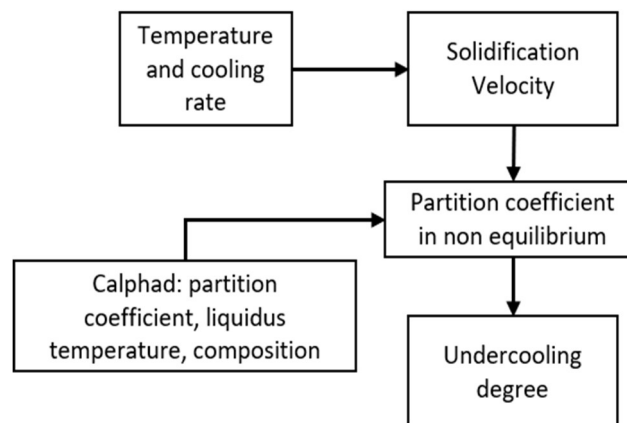 Temperature
and cooling
rate
Solidification
Velocity
Partition coefficient
in non equilibrium
Calphad: partition
coefficient, liquidus
temperature, composition
Undercooling
degree